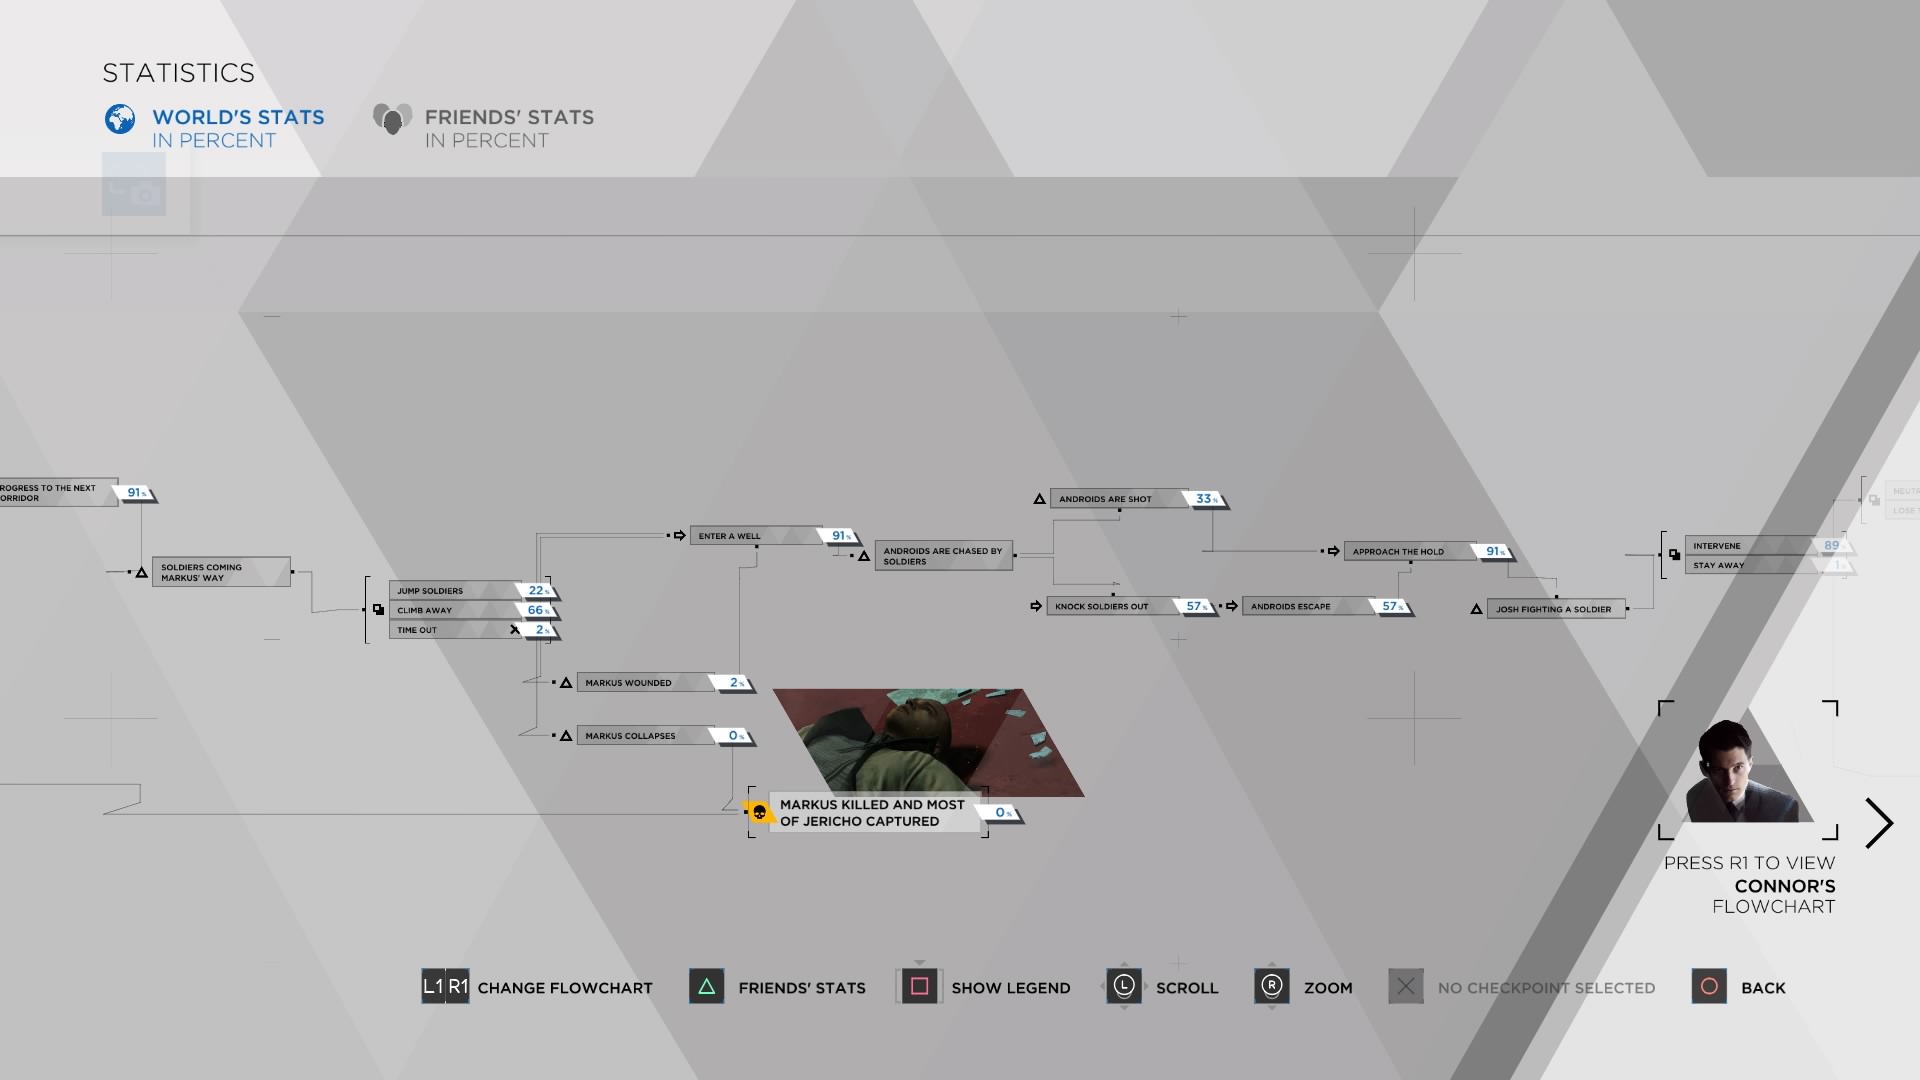 STATISTICS
WORLD'S STATS
IN PERCENT
FRIENDS' STATS
IN PERCENT
ROGRESS TO THE NEXT
ORRIDOR
91%
SOLDIERS COMING
MARKUS' WAY
JUMP SOLDIERS 22%
CLIMB AWAY 66%
TIME OUT 2%
ENTER A WELL 91%
MARKUS WOUNDED 2%
MARKUS COLLAPSES 0%
MARKUS KILLED AND MOST
OF JERICHO CAPTURED
0%
ANDROIDS ARE CHASED BY
SOLDIERS
ANDROIDS ARE SHOT 33%
KNOCK SOLDIERS OUT 57%
ANDROIDS ESCAPE 57%
APPROACH THE HOLD 91%
JOSH FIGHTING A SOLDIER
INTERVENE 89%
STAY AWAY 1%
NEUTR
LOSE T
PRESS R1 TO VIEW
CONNOR'S
FLOWCHART
L1 R1 CHANGE FLOWCHART FRIENDS' STATS SHOW LEGEND L SCROLL R ZOOM NO CHECKPOINT SELECTED BACK